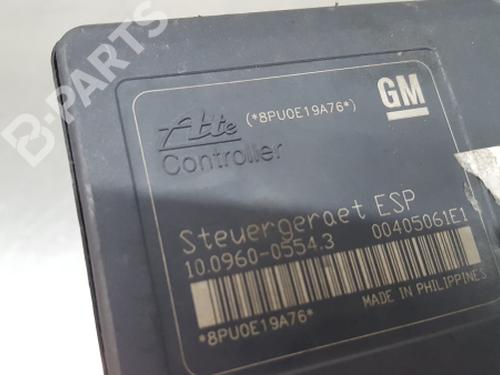 Ate (*8PU0E19A76*) GM
Controller
Steuergeraet ESP
10.0960-0554.3 00405061E1
*8PU0E19A76* MADE IN PHILIPPINES
B-PARTS